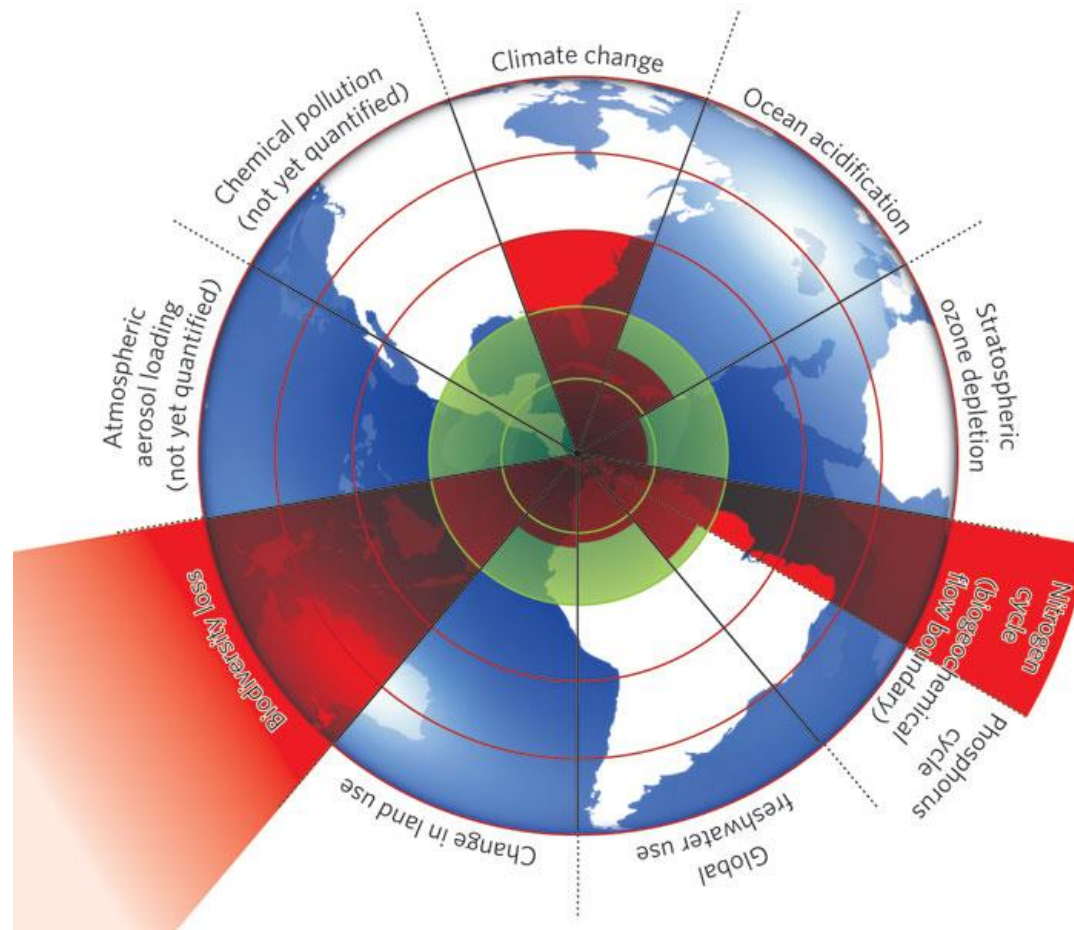 Climate change
Ocean acidification
Stratospheric
ozone depletion
Nitrogen
cycle
(biogeochemical
flow boundary)
Phosphorus
cycle
Global
freshwater use
Change in land use
Biodiversity loss
Atmospheric
aerosol loading
(not yet quantified)
Chemical pollution
(not yet quantified)